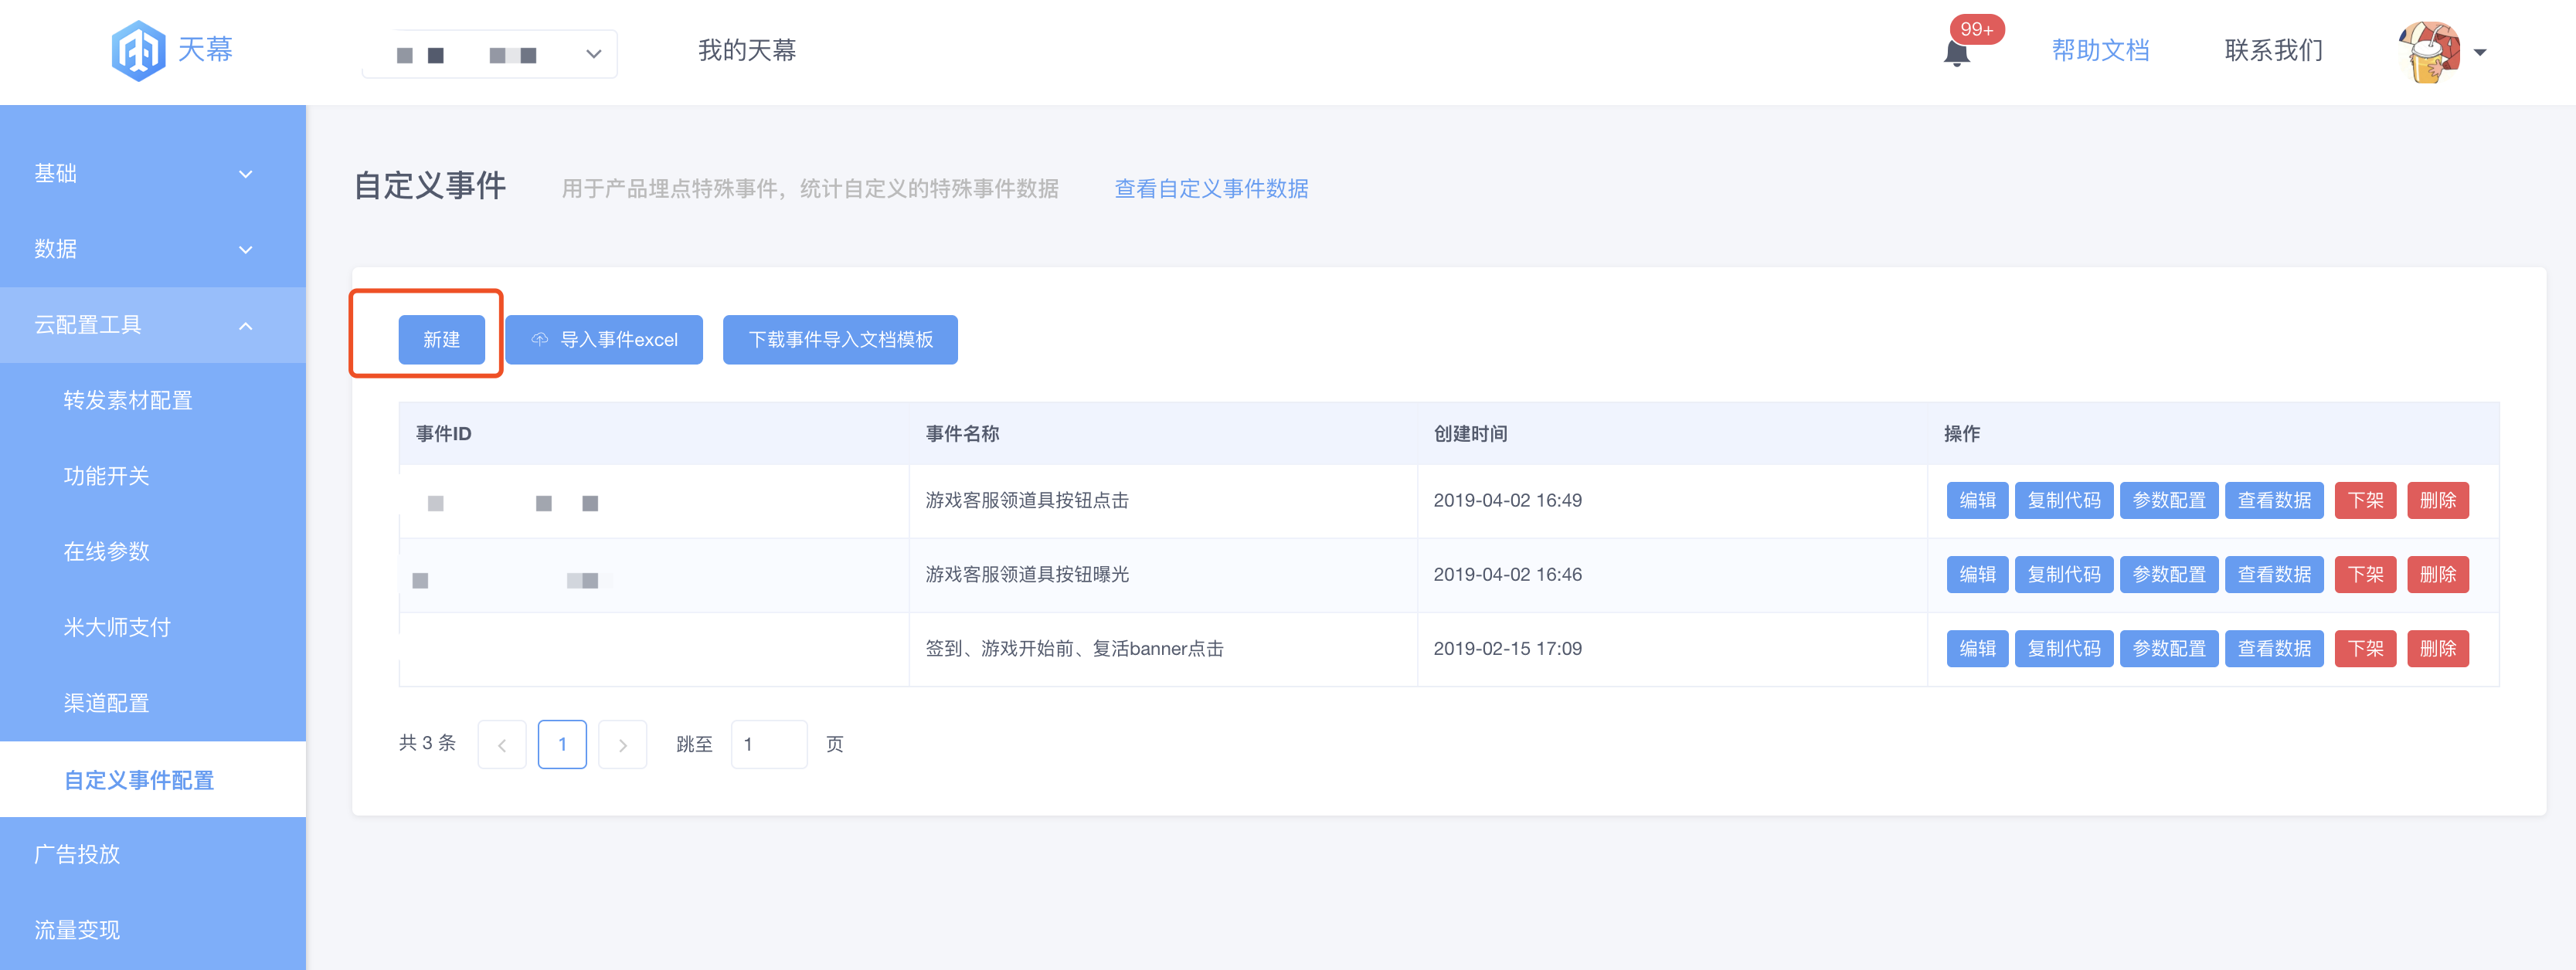 天幕
我的天幕
99+
帮助文档
联系我们
基础
数据
云配置工具
转发素材配置
功能开关
在线参数
米大师支付
渠道配置
自定义事件配置
广告投放
流量变现
自定义事件 用于产品埋点特殊事件，统计自定义的特殊事件数据 查看自定义事件数据
新建 导入事件excel 下载事件导入文档模板
事件ID 事件名称 创建时间 操作
游戏客服领道具按钮点击 2019-04-02 16:49 编辑 复制代码 参数配置 查看数据 下架 删除
游戏客服领道具按钮曝光 2019-04-02 16:46 编辑 复制代码 参数配置 查看数据 下架 删除
签到、游戏开始前、复活banner点击 2019-02-15 17:09 编辑 复制代码 参数配置 查看数据 下架 删除
共 3 条 1 跳至 1 页